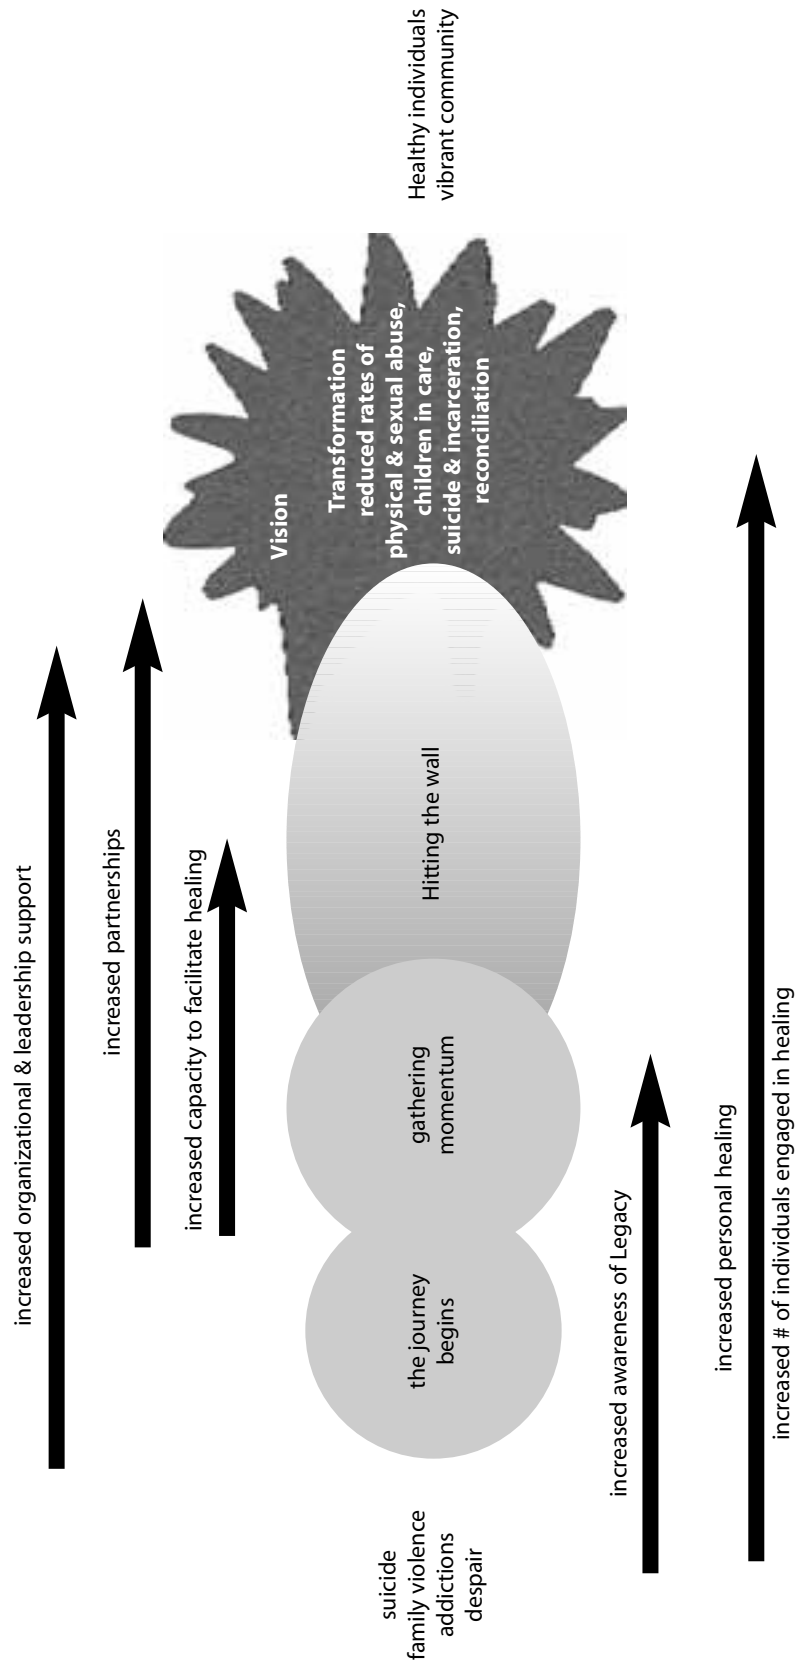 increased organizational & leadership support
increased partnerships
increased capacity to facilitate healing
suicide
family violence
addictions
despair
the journey
begins
gathering
momentum
Hitting the wall
Vision
Transformation
reduced rates of
physical & sexual abuse,
children in care,
suicide & incarceration,
reconciliation
Healthy individuals
vibrant community
increased awareness of Legacy
increased personal healing
increased # of individuals engaged in healing